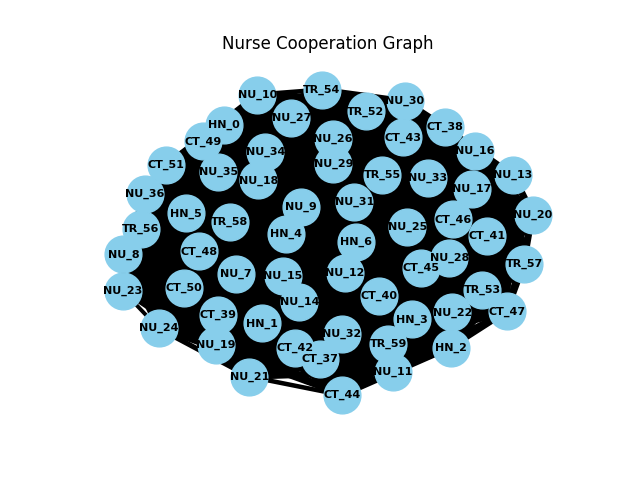 Nurse Cooperation Graph
TR_54
NU_10
NU_30
TR_52
NU_27
HN_0
CT_38
CT_43
NU_26
CT_49
NU_34
NU_16
NU_29
CT_51
NU_35
TR_55
NU_13
NU_33
NU_18
NU_17
NU_36
NU_31
NU_9
HN_5
NU_20
CT_46
TR_58
NU_25
TR_56
HN_4
CT_41
HN_6
CT_48
NU_8
NU_28
TR_57
CT_45
NU_12
NU_7
NU_15
CT_50
TR_53
NU_23
CT_40
NU_14
CT_47
NU_22
CT_39
HN_3
HN_1
NU_24
NU_32
TR_59
NU_19
CT_42
HN_2
CT_37
NU_11
NU_21
CT_44